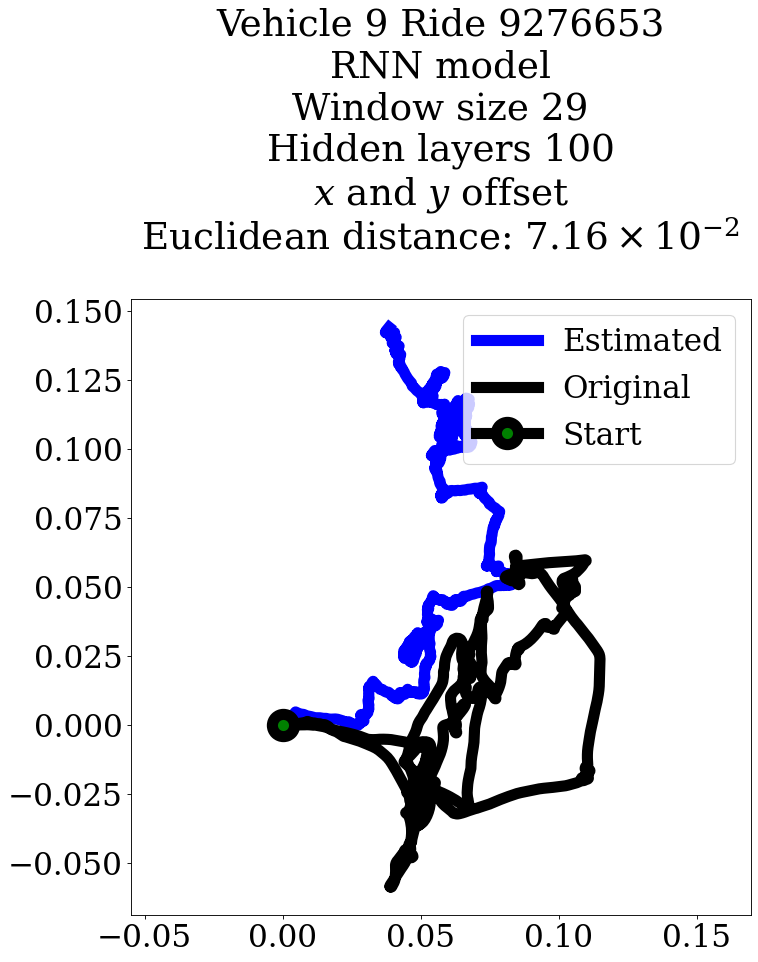 Vehicle 9 Ride 9276653
RNN model
Window size 29
Hidden layers 100
x and y offset
Euclidean distance: 7.16 × 10⁻²
Estimated
Original
Start
0.150
0.125
0.100
0.075
0.050
0.025
0.000
−0.025
−0.050
−0.05 0.00 0.05 0.10 0.15